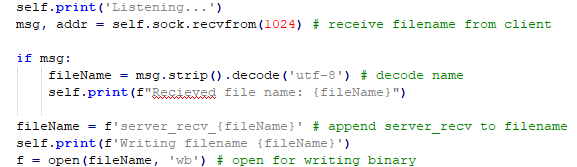 self.print('Listening...')
msg, addr = self.sock.recvfrom(1024) # receive filename from client
if msg:
fileName = msg.strip().decode('utf-8') # decode name
self.print(f"Recieved file name: {fileName}")
fileName = f'server_recv_{fileName}' # append server_recv to filename
self.print(f'Writing filename {fileName}')
f = open(fileName, 'wb') # open for writing binary